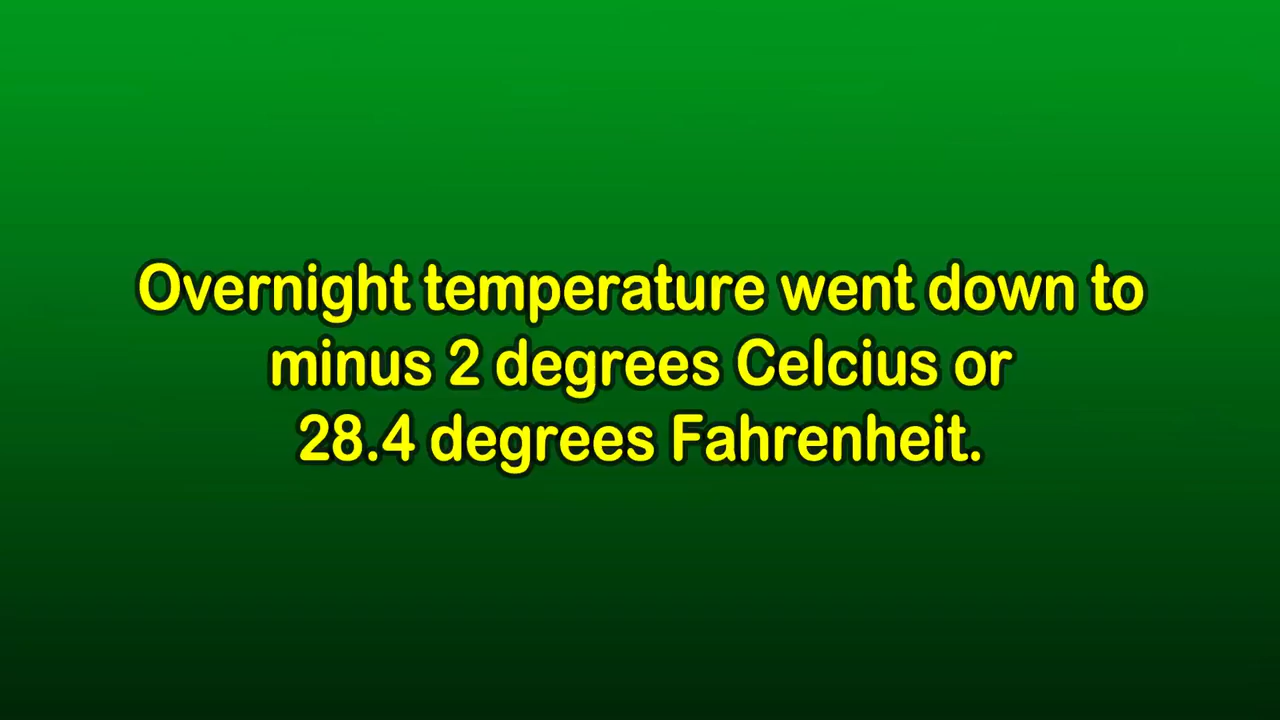 Overnight temperature went down to
minus 2 degrees Celcius or
28.4 degrees Fahrenheit.